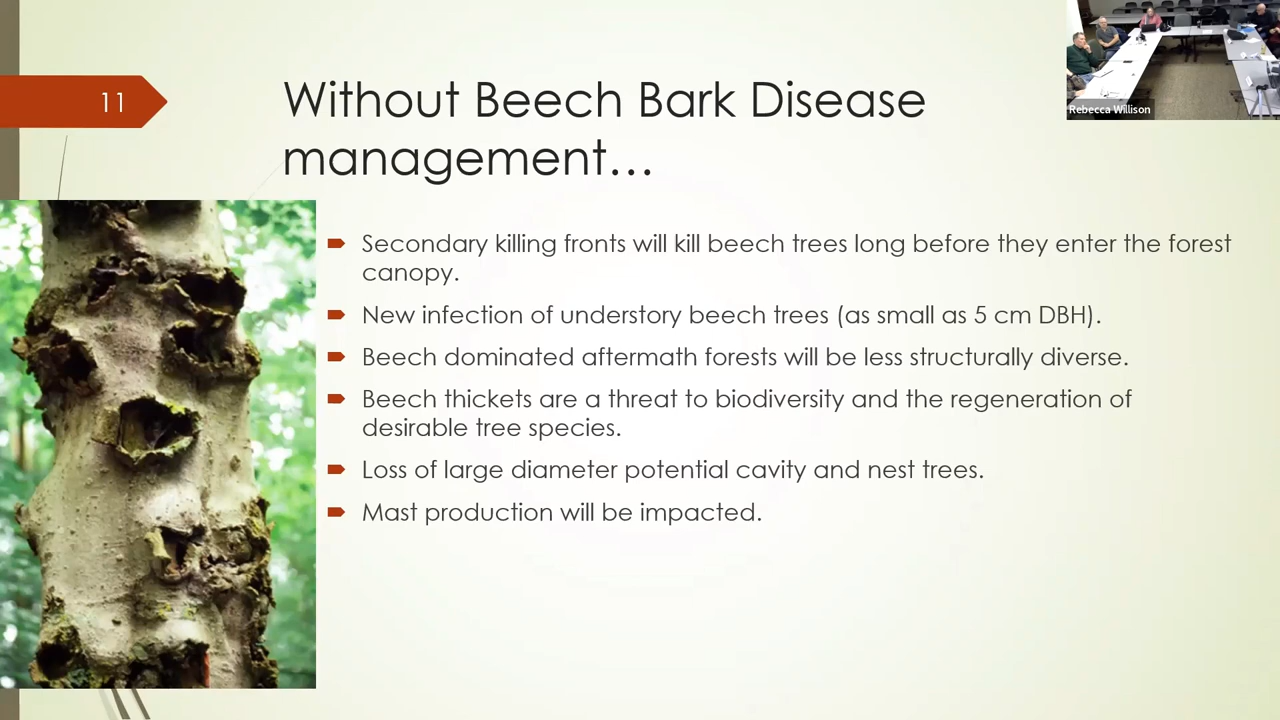 11
Without Beech Bark Disease
management…
Secondary killing fronts will kill beech trees long before they enter the forest
canopy.
New infection of understory beech trees (as small as 5 cm DBH).
Beech dominated aftermath forests will be less structurally diverse.
Beech thickets are a threat to biodiversity and the regeneration of
desirable tree species.
Loss of large diameter potential cavity and nest trees.
Mast production will be impacted.
Rebecca Willison